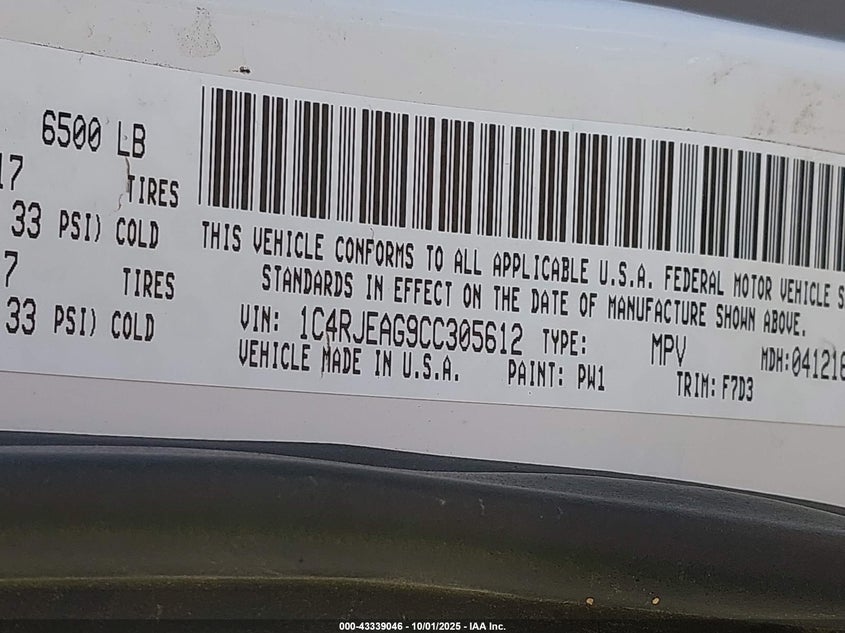 6500 LB
17 TIRES
33 PSI) COLD
7 TIRES
33 PSI) COLD
THIS VEHICLE CONFORMS TO ALL APPLICABLE U.S.A. FEDERAL MOTOR VEHICLE S
STANDARDS IN EFFECT ON THE DATE OF MANUFACTURE SHOWN ABOVE.
VIN: 1C4RJEAG9CC305612 TYPE: MPV MDH:041216
VEHICLE MADE IN U.S.A. PAINT: PW1 TRIM: F7D3
000-43339046 - 10/01/2025 - IAA Inc.